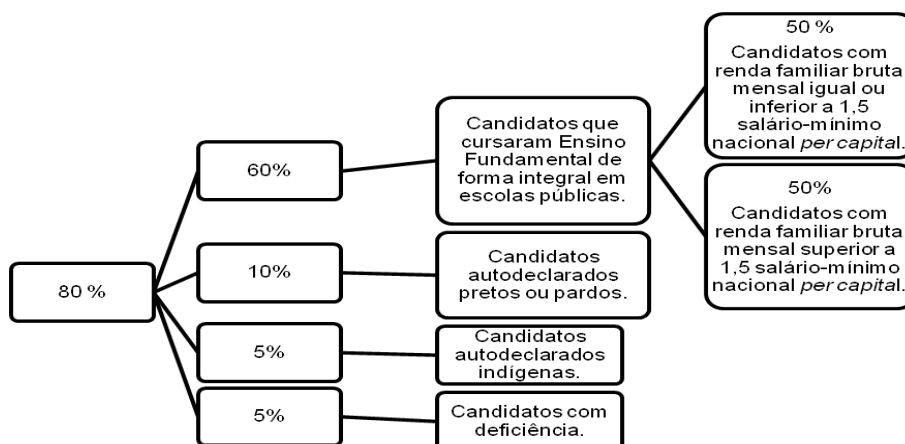 80 %
60%
Candidatos que
cursaram Ensino
Fundamental de
forma integral em
escolas públicas.
50 %
Candidatos com
renda familiar bruta
mensal igual ou
inferior a 1,5
salário-mínimo
nacional per capital.
50%
Candidatos com
renda familiar bruta
mensal superior a
1,5 salário-mínimo
nacional per capital.
10%
Candidatos
autodeclarados
pretos ou pardos.
5%
Candidatos
autodeclarados
indígenas.
5%
Candidatos com
deficiência.